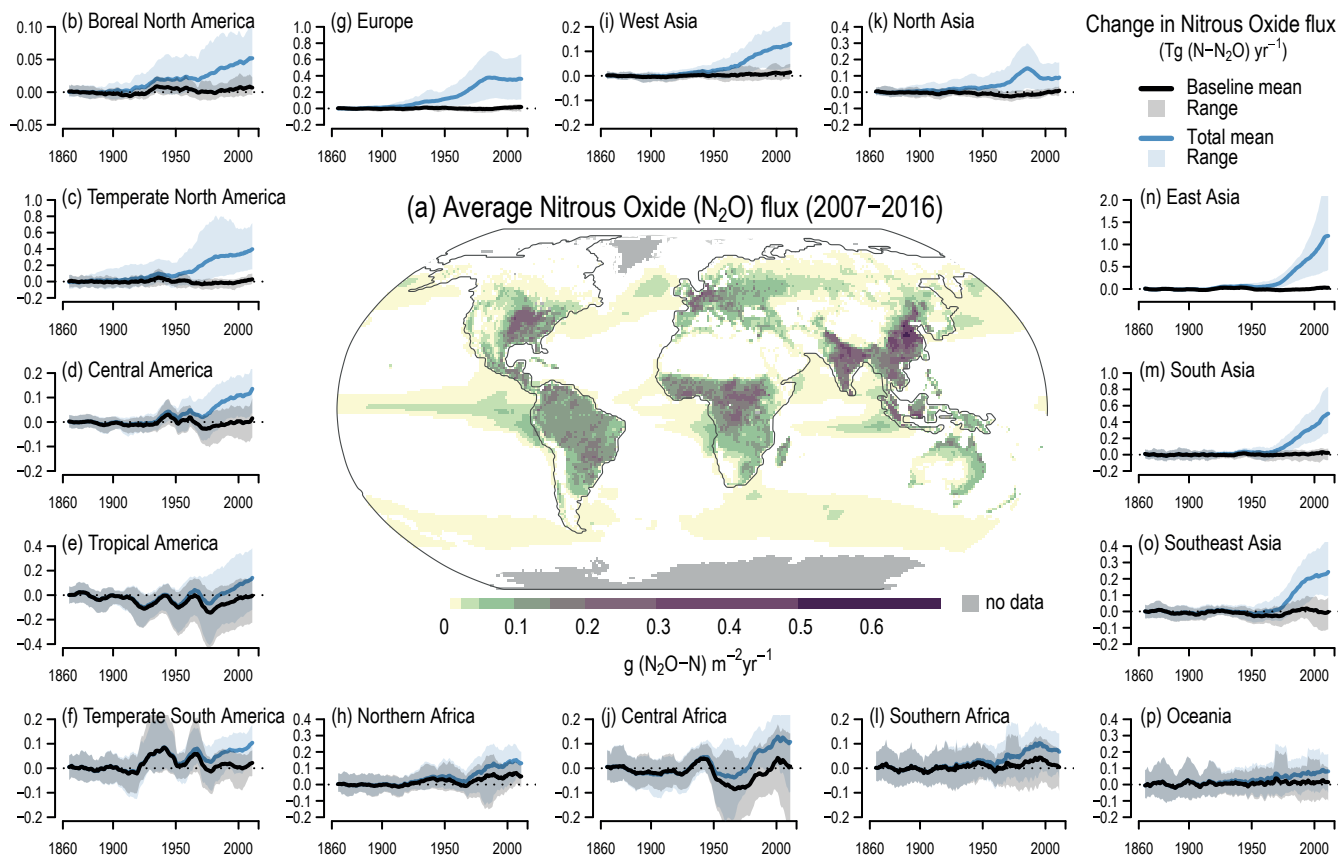 (b) Boreal North America
0.10
0.05
0.00
−0.05
1860 1900 1950 2000
(g) Europe
1.0
0.8
0.6
0.4
0.2
0.0
−0.2
1860 1900 1950 2000
(i) West Asia
0.2
0.1
0.0
−0.1
−0.2
1860 1900 1950 2000
(k) North Asia
0.4
0.3
0.2
0.1
0.0
−0.1
−0.2
1860 1900 1950 2000
Change in Nitrous Oxide flux
(Tg (N−N₂O) yr⁻¹)
Baseline mean
Range
Total mean
Range
(c) Temperate North America
1.0
0.8
0.6
0.4
0.2
0.0
−0.2
1860 1900 1950 2000
(a) Average Nitrous Oxide (N₂O) flux (2007−2016)
0 0.1 0.2 0.3 0.4 0.5 0.6
no data
g (N₂O−N) m⁻²yr⁻¹
(n) East Asia
2.0
1.5
1.0
0.5
0.0
1860 1900 1950 2000
(d) Central America
0.2
0.1
0.0
−0.1
−0.2
1860 1900 1950 2000
(m) South Asia
1.0
0.8
0.6
0.4
0.2
0.0
−0.2
1860 1900 1950 2000
(e) Tropical America
0.4
0.2
0.0
−0.2
−0.4
1860 1900 1950 2000
(o) Southeast Asia
0.4
0.3
0.2
0.1
0.0
−0.1
−0.2
1860 1900 1950 2000
(f) Temperate South America
0.2
0.1
0.0
−0.1
−0.2
1860 1900 1950 2000
(h) Northern Africa
0.4
0.3
0.2
0.1
0.0
−0.1
−0.2
1860 1900 1950 2000
(j) Central Africa
0.2
0.1
0.0
−0.1
−0.2
1860 1900 1950 2000
(l) Southern Africa
0.2
0.1
0.0
−0.1
−0.2
1860 1900 1950 2000
(p) Oceania
0.4
0.3
0.2
0.1
0.0
−0.1
−0.2
1860 1900 1950 2000